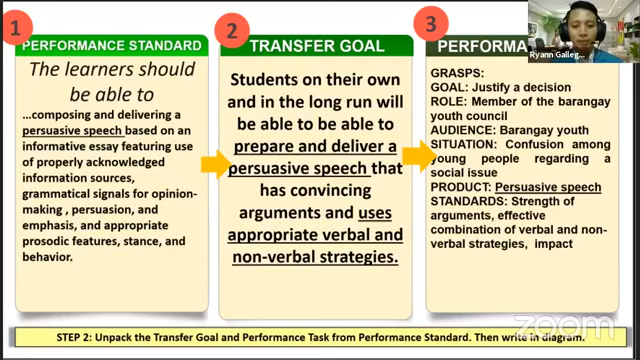 1
PERFORMANCE STANDARD
The learners should
be able to
...composing and delivering a
persuasive speech based on an
informative essay featuring use
of properly acknowledged
information sources,
grammatical signals for opinion-
making , persuasion, and
emphasis, and appropriate
prosodic features, stance, and
behavior.
2
TRANSFER GOAL
Students on their own
and in the long run will
be able to be able to
prepare and deliver a
persuasive speech that
has convincing
arguments and uses
appropriate verbal and
non-verbal strategies.
3
PERFORMA
GRASPS:
GOAL: Justify a decision
ROLE: Member of the barangay
youth council
AUDIENCE: Barangay youth
SITUATION: Confusion among
young people regarding a
social issue
PRODUCT: Persuasive speech
STANDARDS: Strength of
arguments, effective
combination of verbal and non-
verbal strategies, impact
Ryann Galleg...
LIVE
STEP 2: Unpack the Transfer Goal and Performance Task from Performance Standard. Then write in diagram.